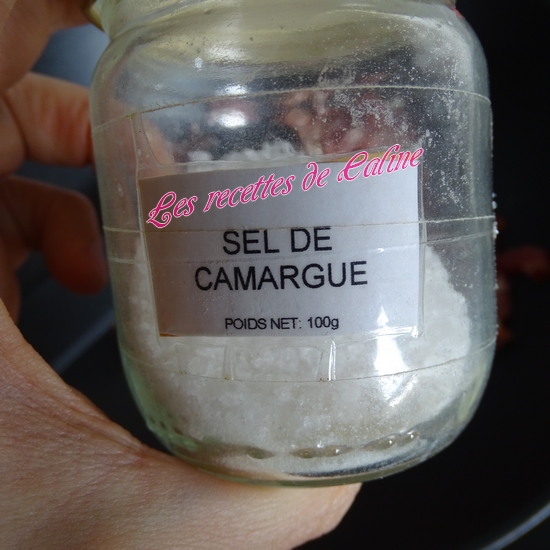 Les recettes de Caline
SEL DE
CAMARGUE
POIDS NET: 100g